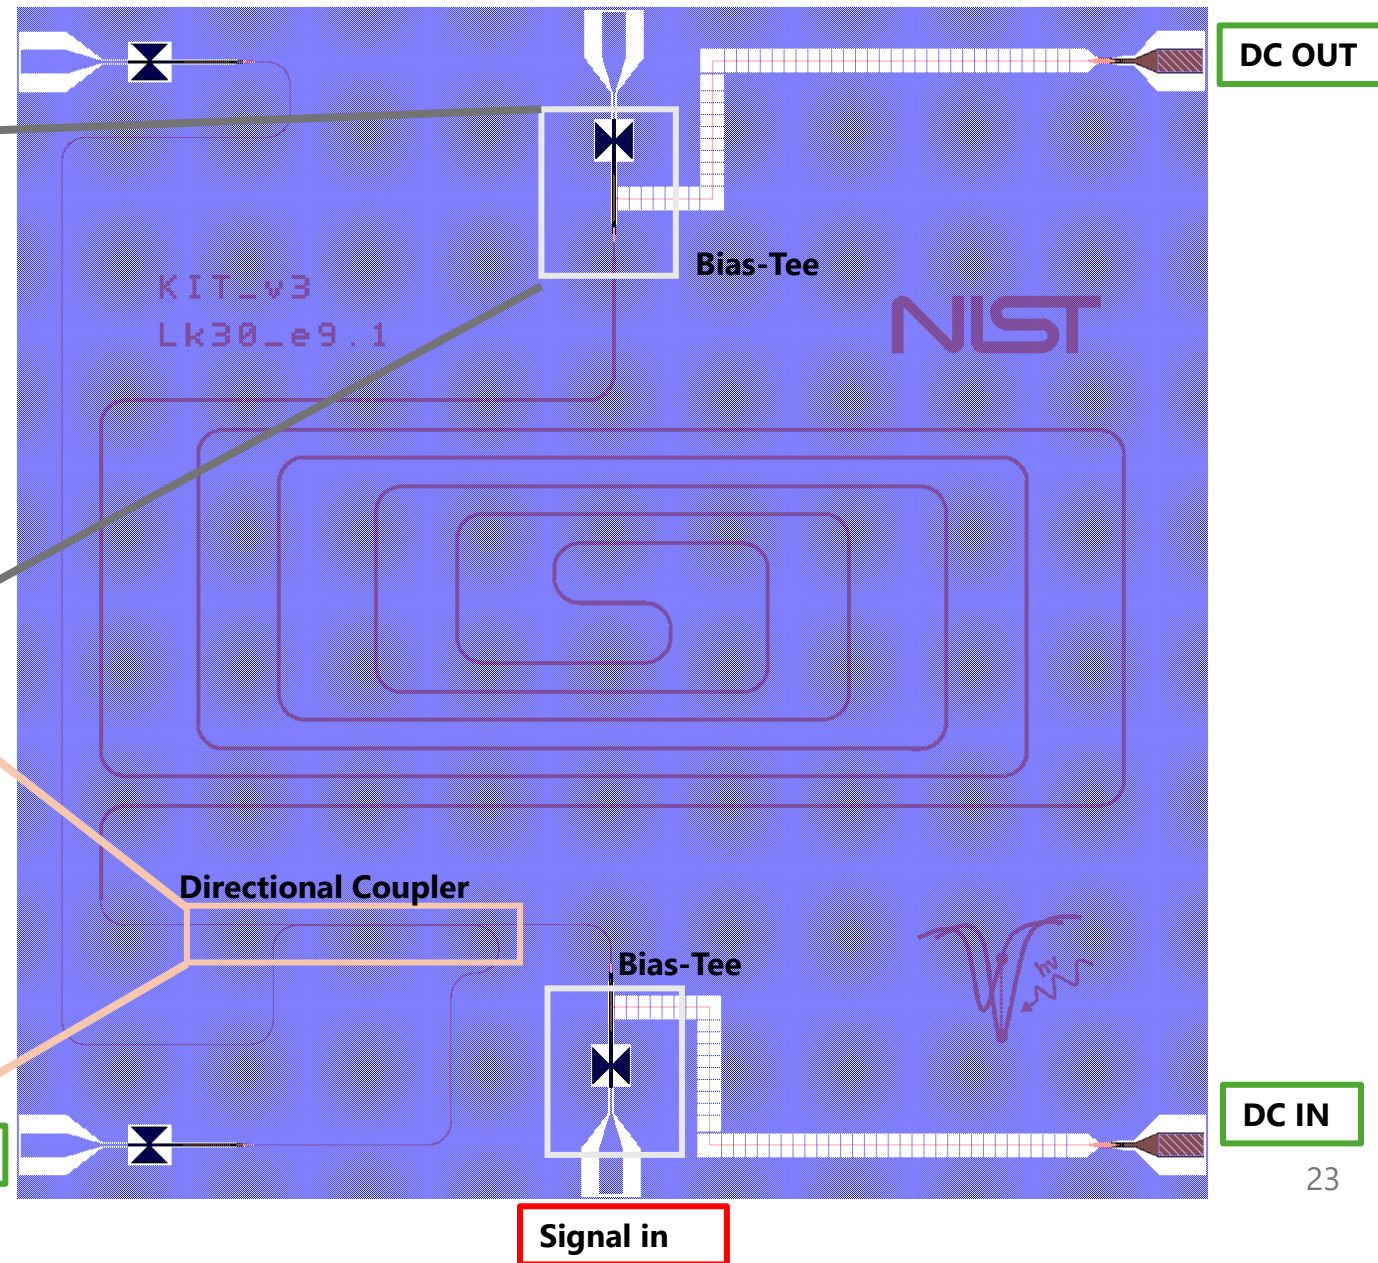 DC OUT
Bias-Tee
KIT_v3
Lk30_e9.1
NIST
Directional Coupler
Bias-Tee
DC IN
23
Signal in